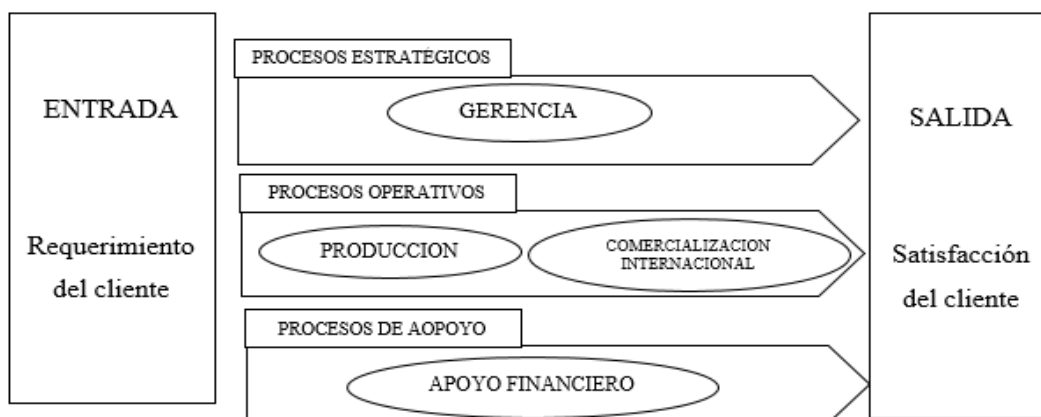 ENTRADA
Requerimiento
del cliente
PROCESOS ESTRATÉGICOS
GERENCIA
PROCESOS OPERATIVOS
PRODUCCION
COMERCIALIZACION
INTERNACIONAL
PROCESOS DE AOPOYO
APOYO FINANCIERO
SALIDA
Satisfacción
del cliente